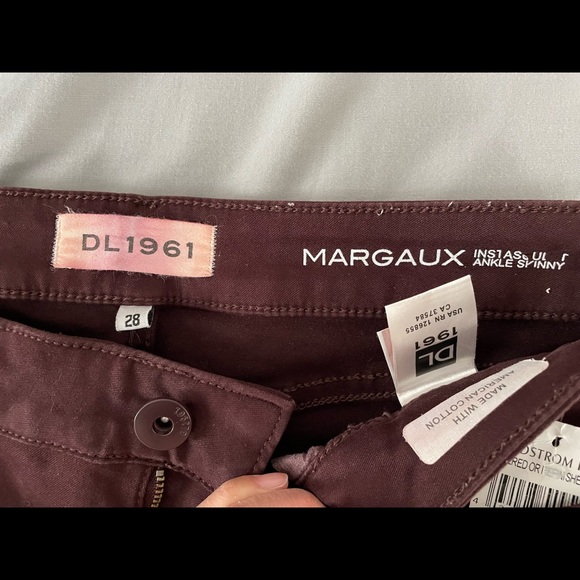 DL1961
MARGAUX
ANKLE SKINNY
28
USA RN 126855
CA 37584
DL
1961
MADE WITH
AMERICAN COTTON